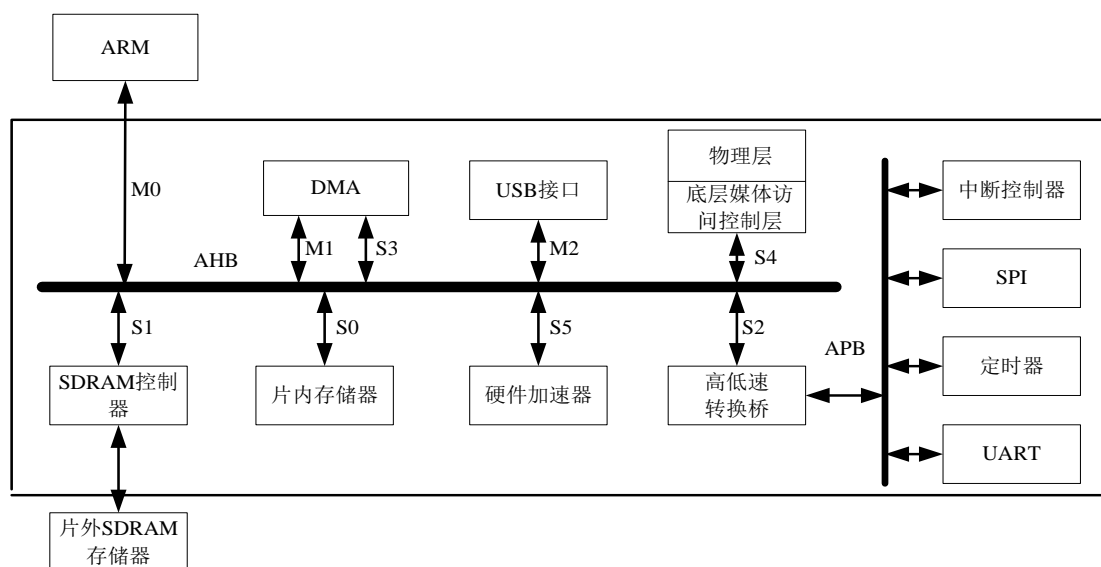 ARM
M0
DMA
USB接口
物理层
底层媒体访
问控制层
中断控制器
M1
S3
M2
S4
AHB
SPI
S1
S0
S5
S2
APB
SDRAM控制
器
片内存储器
硬件加速器
高低速
转换桥
定时器
UART
片外SDRAM
存储器